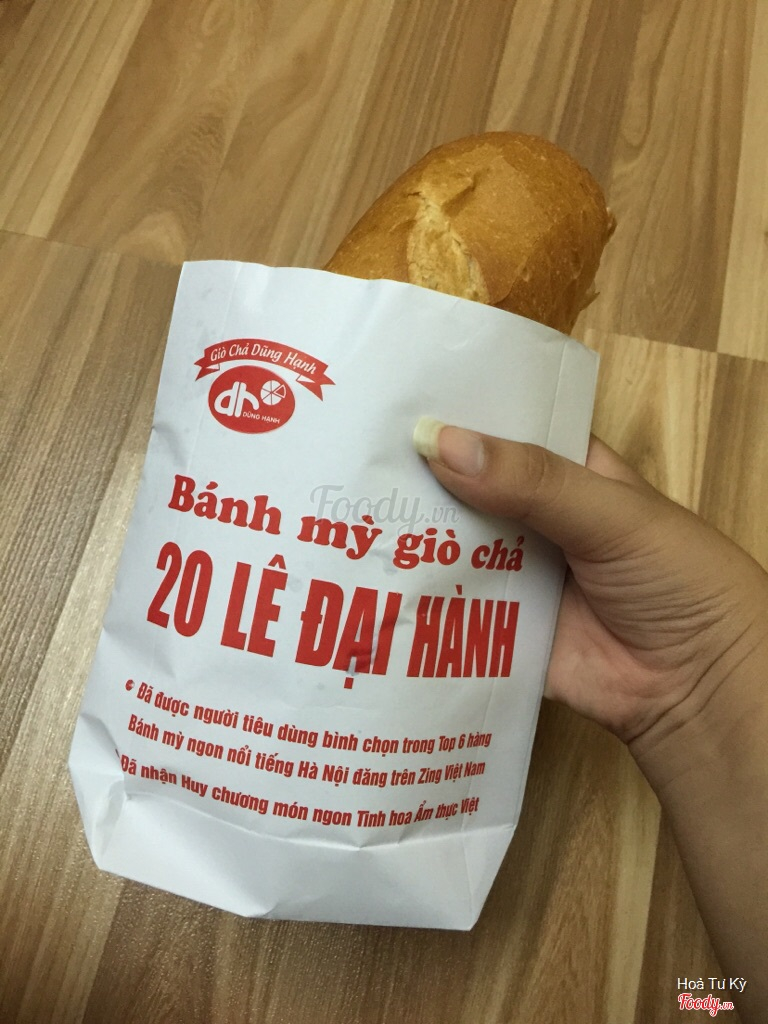 Giò Chả Dũng Hạnh
dh
DŨNG HẠNH
Foody.vn
Bánh mỳ giò chả
20 LÊ ĐẠI HÀNH
Đã được người tiêu dùng bình chọn trong Top 6 hàng
Bánh mỳ ngon nổi tiếng Hà Nội đăng trên Zing Việt Nam
Đã nhận Huy chương món ngon Tinh hoa Ẩm thực Việt
Hoả Tư Kỳ
Foody.vn